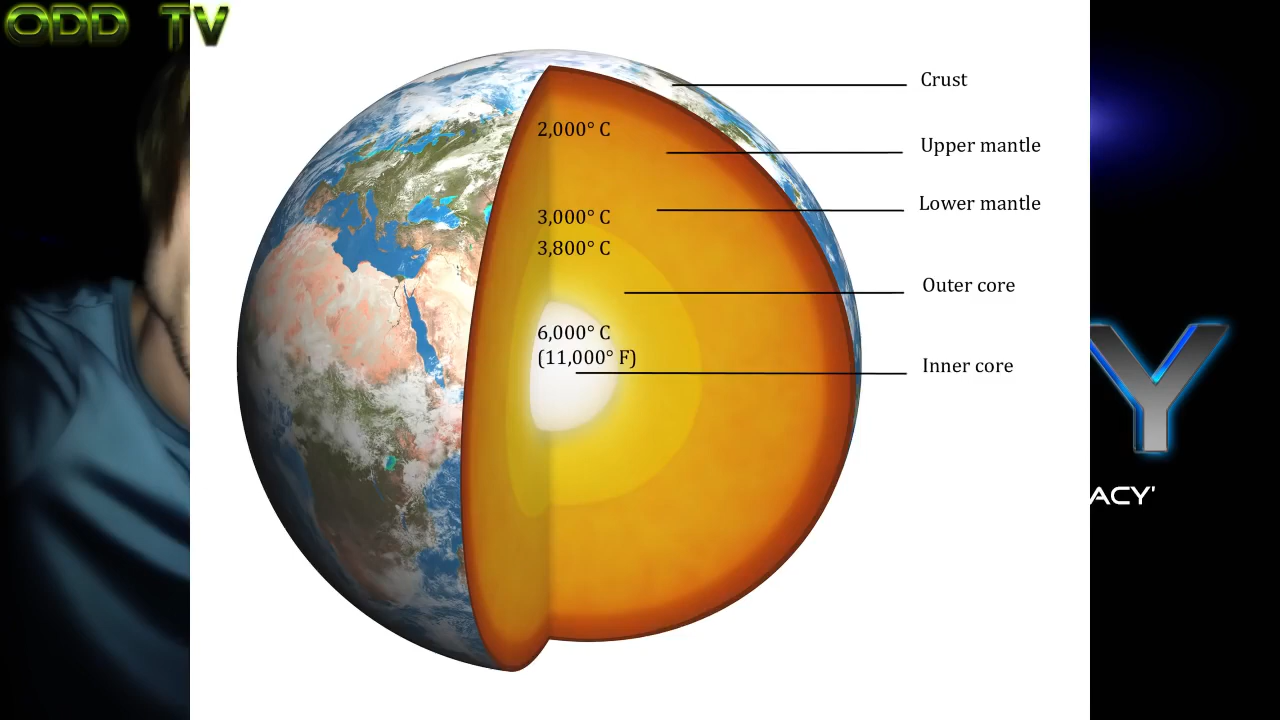 ODD TV
Crust
2,000° C
Upper mantle
Lower mantle
3,000° C
3,800° C
Outer core
6,000° C
(11,000° F)
Inner core
Y
ACY'